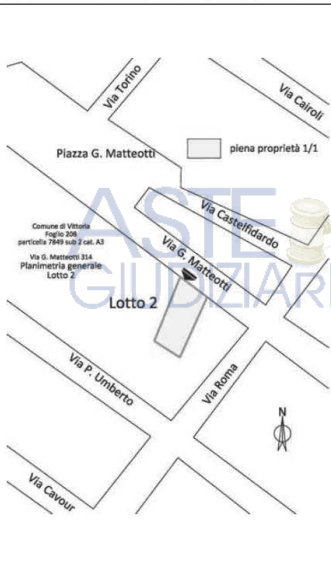 Via Torino
Via Cairoli
Piazza G. Matteotti
piena proprietà 1/1
Via Castelfidardo
Comune di Vittoria
Foglio 208
particella 7849 sub 2 cat. A3
Via G. Matteotti 314
Planimetria generale
Lotto 2
Via G. Matteotti
ASTE
GIUDIZIARI
Lotto 2
Via P. Umberto
Via Roma
N
Via Cavour